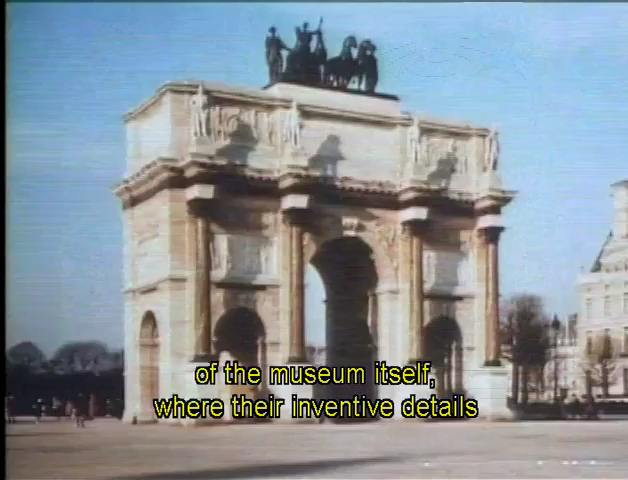 of the museum itself,
where their inventive details